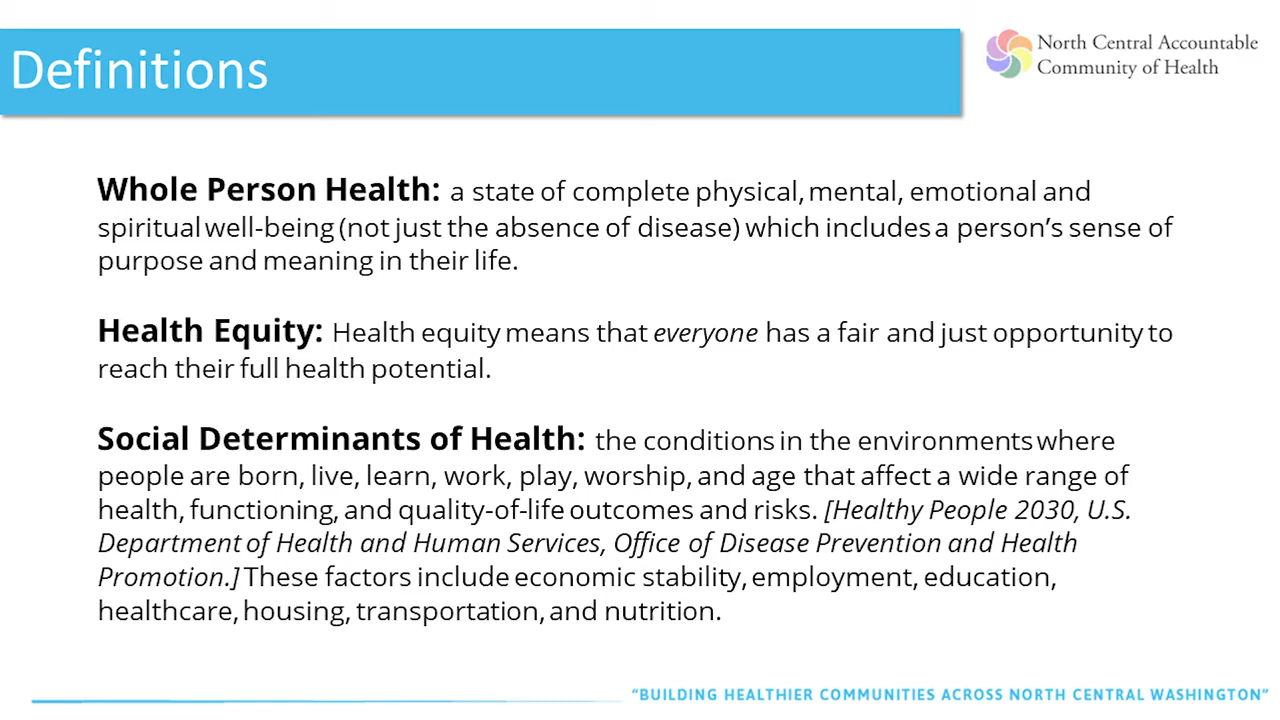 Definitions
North Central Accountable
Community of Health
Whole Person Health: a state of complete physical, mental, emotional and
spiritual well-being (not just the absence of disease) which includes a person’s sense of
purpose and meaning in their life.
Health Equity: Health equity means that everyone has a fair and just opportunity to
reach their full health potential.
Social Determinants of Health: the conditions in the environments where
people are born, live, learn, work, play, worship, and age that affect a wide range of
health, functioning, and quality-of-life outcomes and risks. [Healthy People 2030, U.S.
Department of Health and Human Services, Office of Disease Prevention and Health
Promotion.] These factors include economic stability, employment, education,
healthcare, housing, transportation, and nutrition.
“BUILDING HEALTHIER COMMUNITIES ACROSS NORTH CENTRAL WASHINGTON”